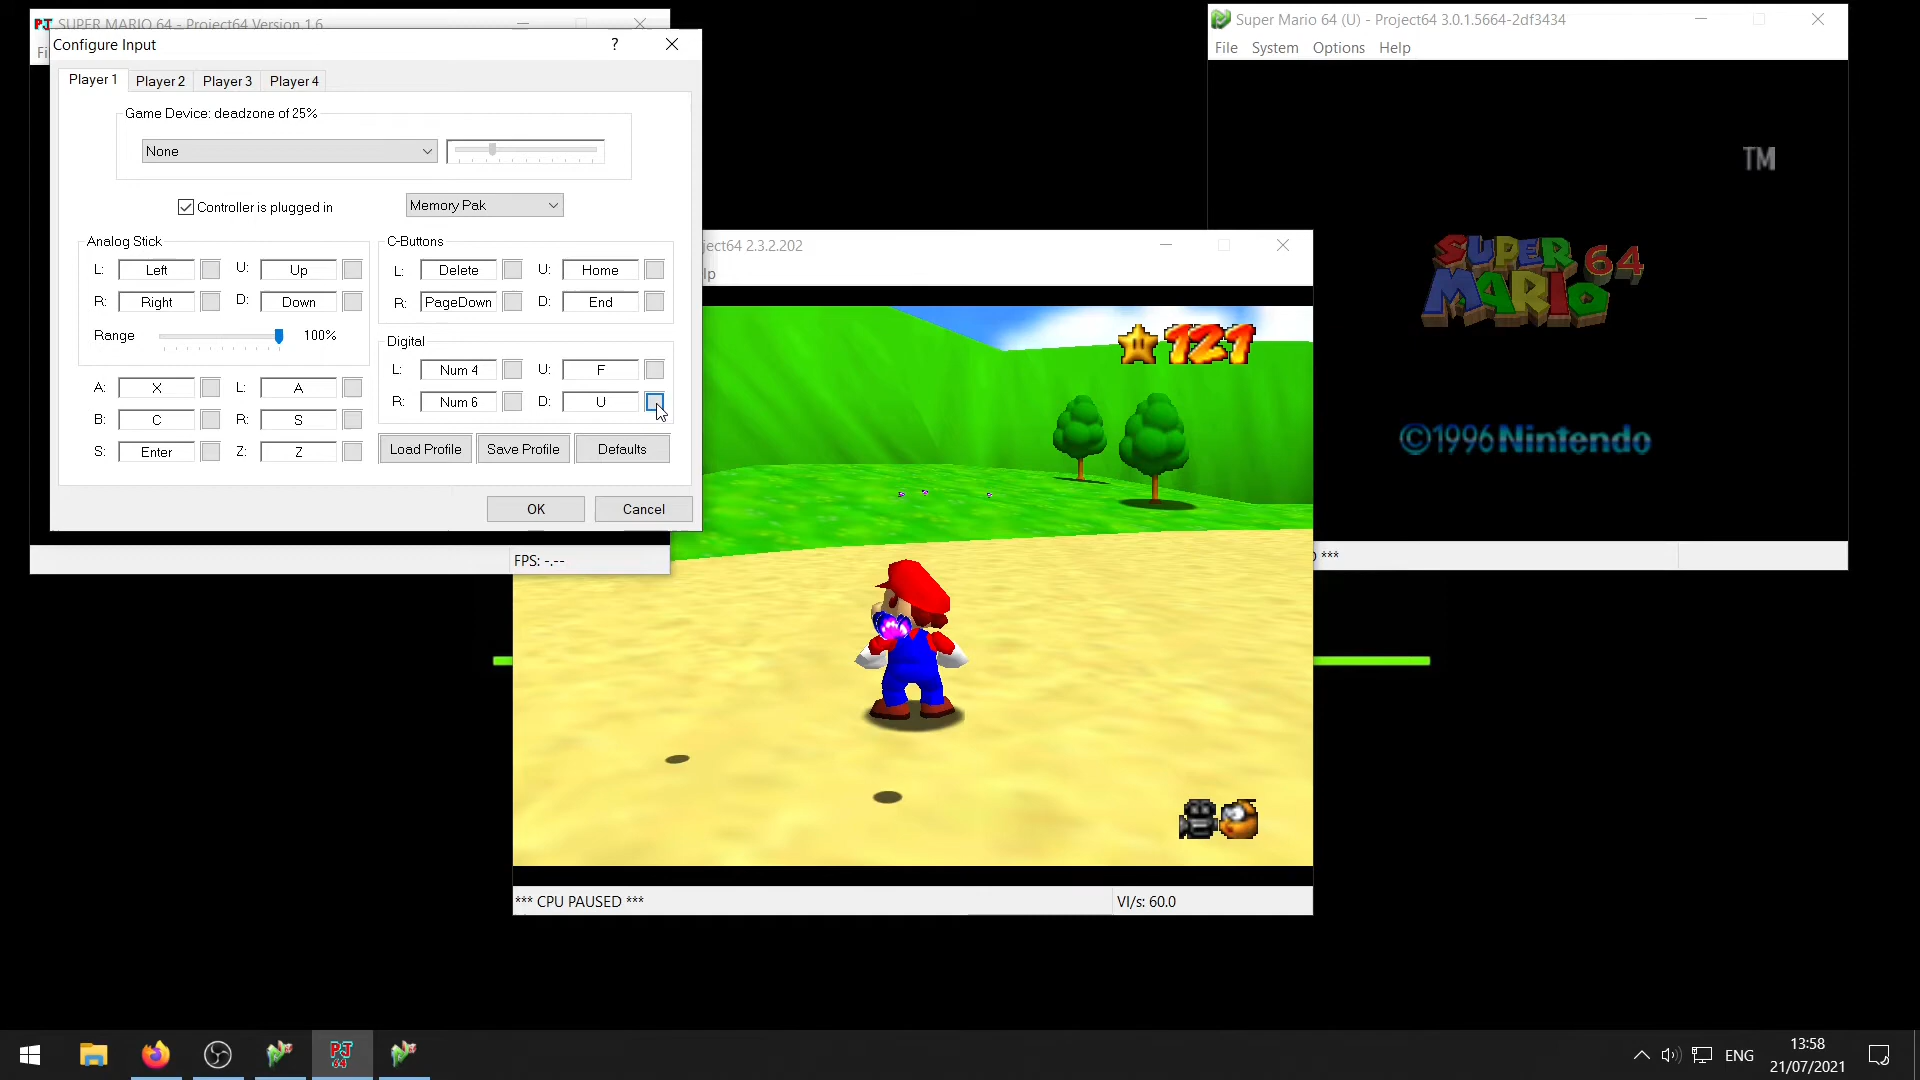 SUPER MARIO 64 - Project64 Version 1.6
Fi
Configure Input
?
Player 1
Player 2
Player 3
Player 4
Game Device: deadzone of 25%
None
Controller is plugged in
Memory Pak
Analog Stick
L: Left
U: Up
R: Right
D: Down
Range
100%
C-Buttons
L: Delete
U: Home
R: PageDown
D: End
Digital
L: Num 4
U: F
R: Num 6
D: U
A: X
L: A
B: C
R: S
S: Enter
Z: Z
Load Profile
Save Profile
Defaults
OK
Cancel
FPS: -.--
ject64 2.3.2.202
lp
121
*** CPU PAUSED ***
VI/s: 60.0
Super Mario 64 (U) - Project64 3.0.1.5664-2df3434
File
System
Options
Help
TM
SUPER MARIO 64
©1996 Nintendo
***
PJ 64
ENG
13:58
21/07/2021